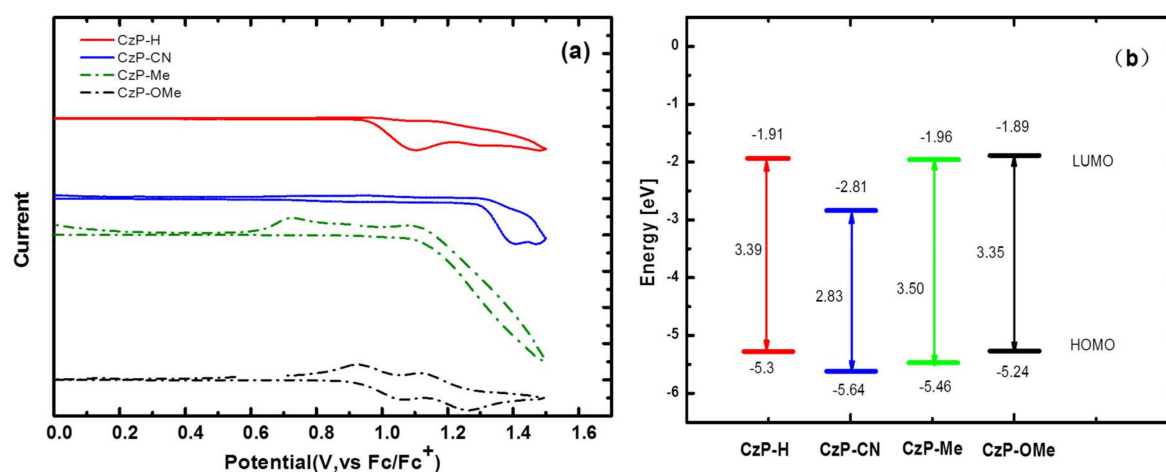 CzP-H
CzP-CN
CzP-Me
CzP-OMe
(a)
Current
0.0 0.2 0.4 0.6 0.8 1.0 1.2 1.4 1.6
Potential(V,vs Fc/Fc+)
(b)
0
-1
-2
-3
-4
-5
-6
Energy [eV]
-1.91
-2.81
-1.96
-1.89
LUMO
3.39
2.83
3.50
3.35
HOMO
-5.3
-5.64
-5.46
-5.24
CzP-H CzP-CN CzP-Me CzP-OMe